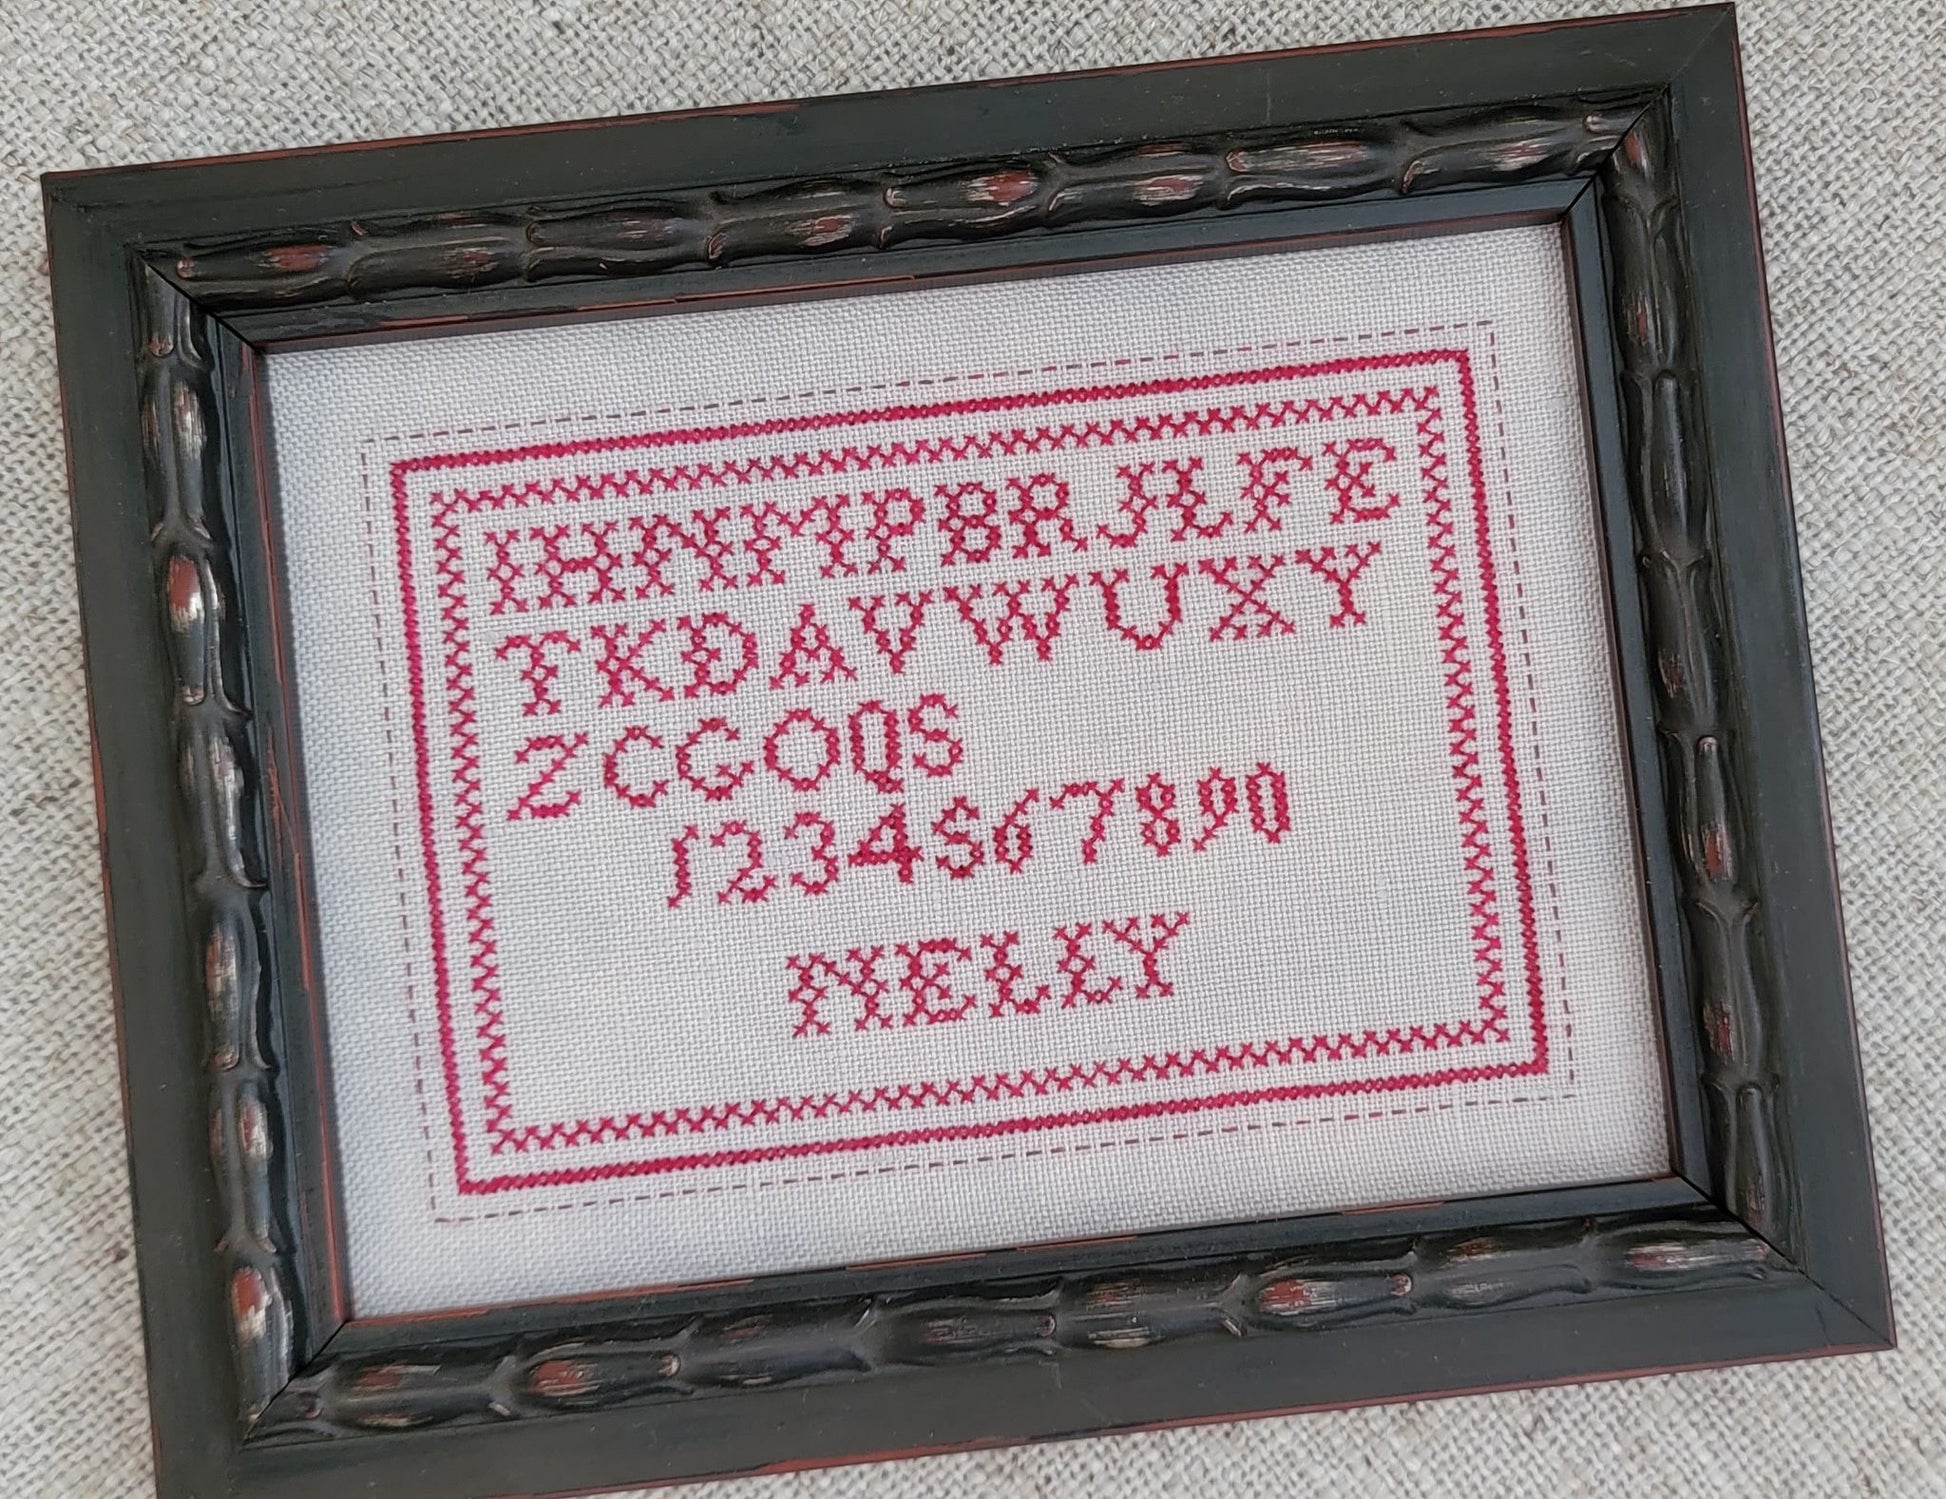 IHNMPBRJLFE
TKDAVWUXY
ZCGOQS
1234567890
NELLY